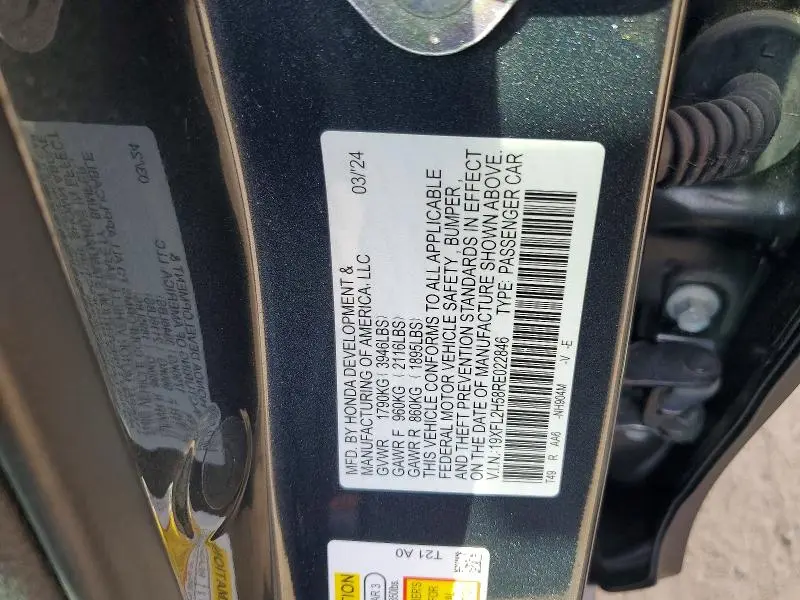 MFD. BY HONDA DEVELOPMENT &
MANUFACTURING OF AMERICA, LLC 03/'24
GVWR 1790KG( 3946LBS)
GAWR F 960KG ( 2116LBS)
GAWR R 860KG ( 1895LBS)
THIS VEHICLE CONFORMS TO ALL APPLICABLE
FEDERAL MOTOR VEHICLE SAFETY , BUMPER ,
AND THEFT PREVENTION STANDARDS IN EFFECT
ON THE DATE OF MANUFACTURE SHOWN ABOVE.
V.I.N.:19XFL2H58RE022846 TYPE: PASSENGER CAR
T49 R AA6 -NH904M -V -E
T21 A0